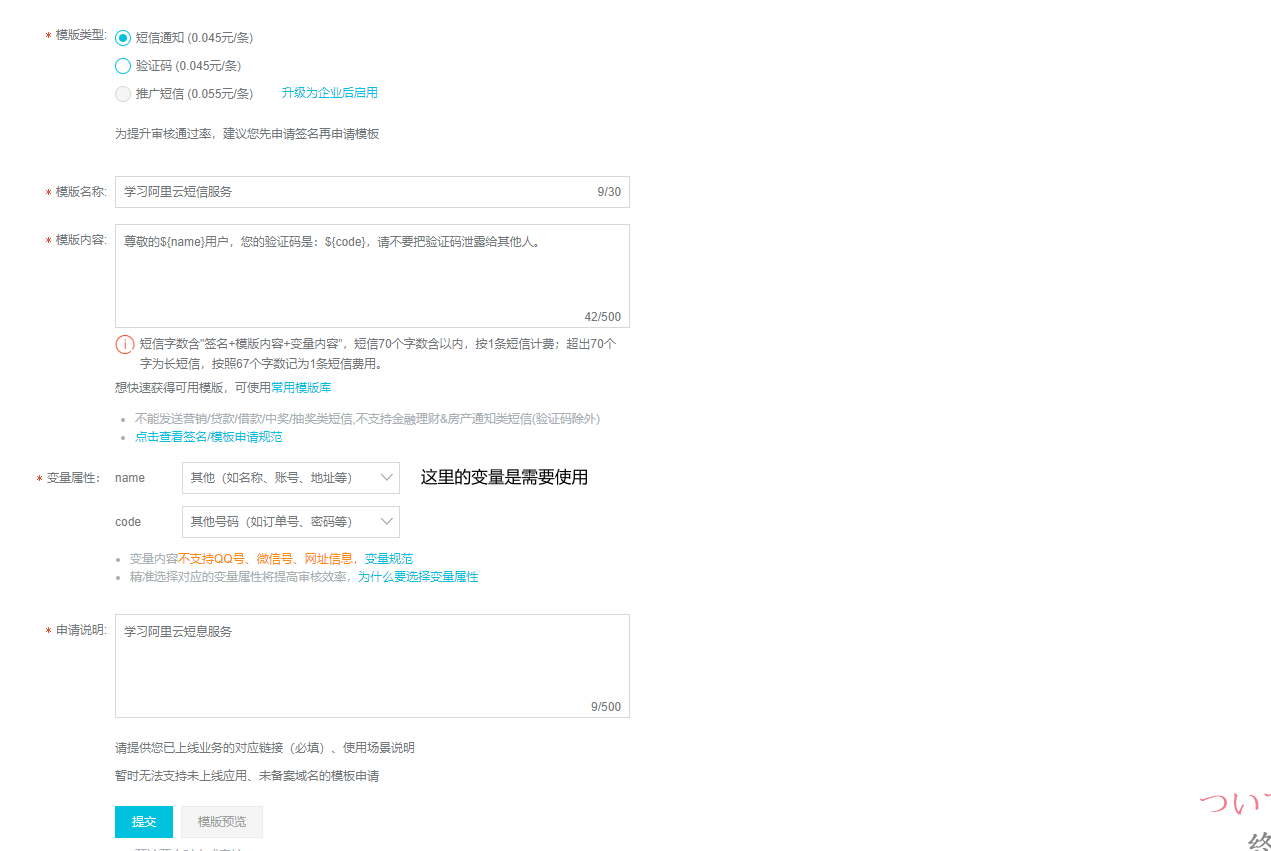 * 模版类型: 短信通知 (0.045元/条)
验证码 (0.045元/条)
推广短信 (0.055元/条) 升级为企业后启用
为提升审核通过率，建议您先申请签名再申请模板
* 模版名称: 学习阿里云短信服务 9/30
* 模版内容: 尊敬的${name}用户，您的验证码是：${code}，请不要把验证码泄露给其他人。
42/500
短信字数含"签名+模版内容+变量内容"，短信70个字数含以内，按1条短信计费；超出70个
字为长短信，按照67个字数记为1条短信费用。
想快速获得可用模版，可使用常用模版库
不能发送营销/贷款/借款/中奖/抽奖类短信,不支持金融理财&房产通知类短信(验证码除外)
点击查看签名/模板申请规范
* 变量属性： name 其他（如名称、账号、地址等） 这里的变量是需要使用
code 其他号码（如订单号、密码等）
变量内容不支持QQ号、微信号、网址信息，变量规范
精准选择对应的变量属性将提高审核效率，为什么要选择变量属性
* 申请说明: 学习阿里云短息服务
9/500
请提供您已上线业务的对应链接（必填）、使用场景说明
暂时无法支持未上线应用、未备案域名的模板申请
つい
提交 模版预览
終